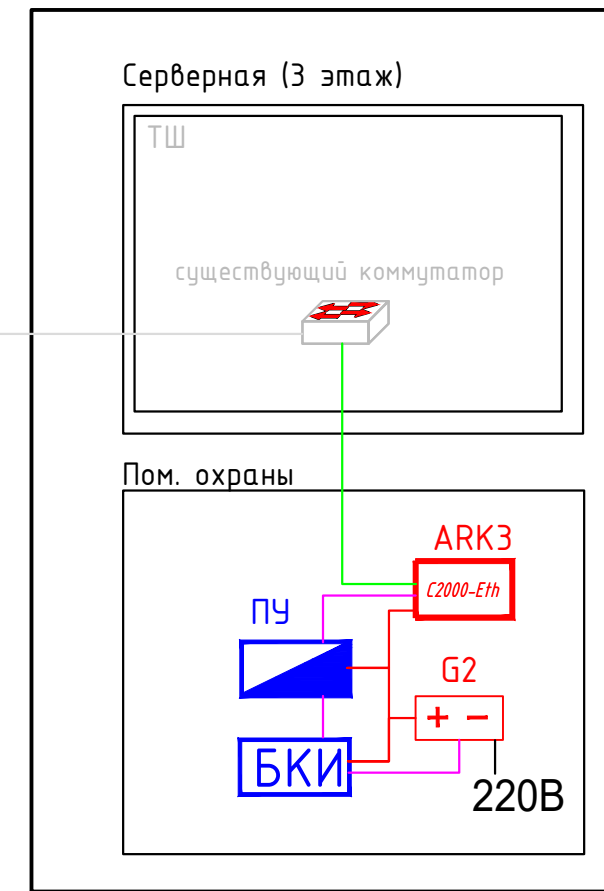 Серверная (3 этаж)
ТШ
существующий коммутатор
Пом. охраны
ARK3
C2000-Eth
ПУ
G2
+ −
БКИ
220В